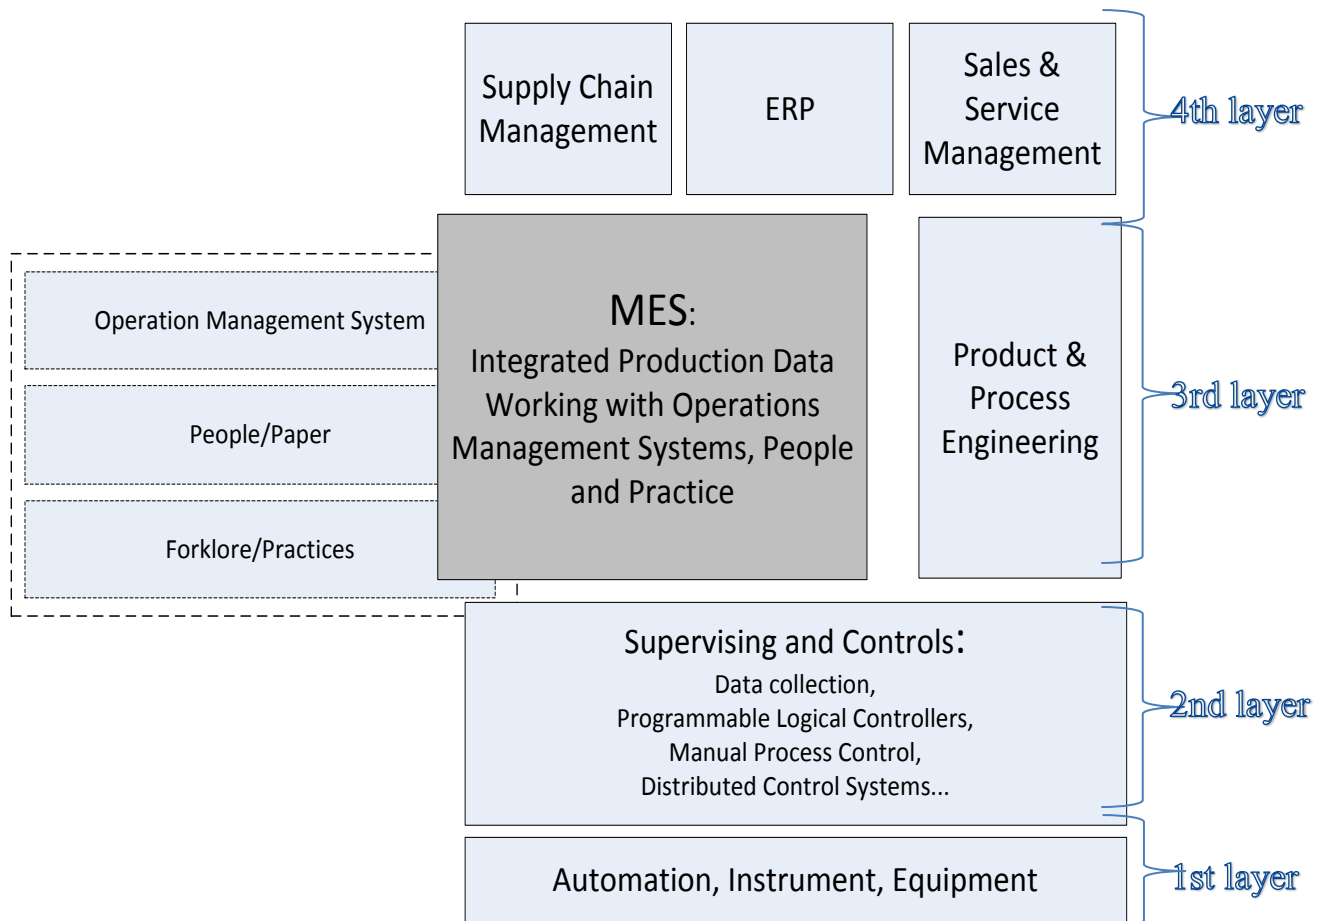 Supply Chain
Management
ERP
Sales &
Service
Management
4th layer
Operation Management System
People/Paper
Forklore/Practices
MES:
Integrated Production Data
Working with Operations
Management Systems, People
and Practice
Product &
Process
Engineering
3rd layer
Supervising and Controls:
Data collection,
Programmable Logical Controllers,
Manual Process Control,
Distributed Control Systems...
2nd layer
Automation, Instrument, Equipment
1st layer